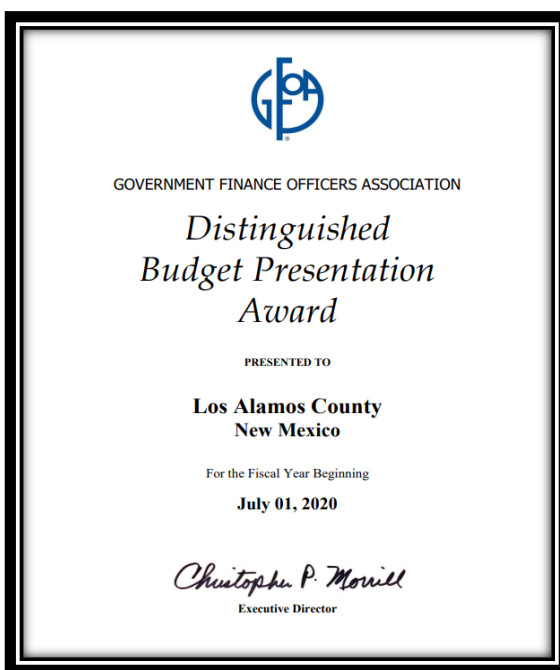 GFOA
GOVERNMENT FINANCE OFFICERS ASSOCIATION
Distinguished
Budget Presentation
Award
PRESENTED TO
Los Alamos County
New Mexico
For the Fiscal Year Beginning
July 01, 2020
Christopher P. Morrill
Executive Director